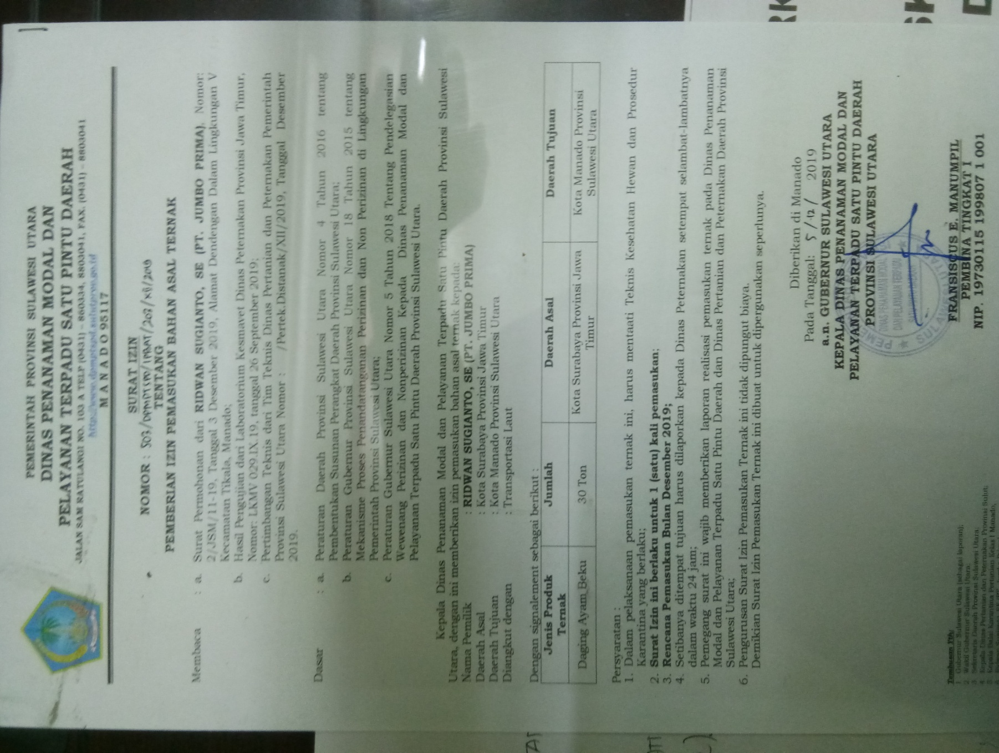 PEMERINTAH PROVINSI SULAWESI UTARA
DINAS PENANAMAN MODAL DAN
PELAYANAN TERPADU SATU PINTU DAERAH
JALAN SAM RATULANGI NO. 103 A TELP (0431) – 860334, 8803041, FAX. (0431) – 8803041
M A N A D O 95117
SURAT IZIN
NOMOR : 503/DPMPTSPD/IPBAT/207/XII/2019
TENTANG
PEMBERIAN IZIN PEMASUKAN BAHAN ASAL TERNAK
Membaca : a. Surat Permohonan dari RIDWAN SUGIANTO, SE (PT. JUMBO PRIMA), Nomor:
2/JSM/11-19, Tanggal 3 Desember 2019, Alamat Dendengan Dalam Lingkungan V
Kecamatan Tikala, Manado;
b. Hasil Pengujian dari Laboratorium Kesmavet Dinas Peternakan Provinsi Jawa Timur,
Nomor: LKMV 029.IX.19, tanggal 26 September 2019;
c. Pertimbangan Teknis dari Tim Teknis Dinas Pertanian dan Peternakan Pemerintah
Provinsi Sulawesi Utara Nomor : /Pertek.Distanak/XII/2019, Tanggal Desember
2019.
Dasar : a. Peraturan Daerah Provinsi Sulawesi Utara Nomor 4 Tahun 2016 tentang
Pembentukan Susunan Perangkat Daerah Provinsi Sulawesi Utara;
b. Peraturan Gubernur Provinsi Sulawesi Utara Nomor 18 Tahun 2015 tentang
Mekanisme Proses Penandatanganan Perizinan dan Non Perizinan di Lingkungan
Pemerintah Provinsi Sulawesi Utara;
c. Peraturan Gubernur Sulawesi Utara Nomor 5 Tahun 2018 Tentang Pendelegasian
Wewenang Perizinan dan Nonperizinan Kepada Dinas Penanaman Modal dan
Pelayanan Terpadu Satu Pintu Daerah Provinsi Sulawesi Utara.
Kepala Dinas Penanaman Modal dan Pelayanan Terpadu Satu Pintu Daerah Provinsi Sulawesi
Utara, dengan ini memberikan izin pemasukan bahan asal ternak kepada:
Nama Pemilik : RIDWAN SUGIANTO, SE (PT. JUMBO PRIMA)
Daerah Asal : Kota Surabaya Provinsi Jawa Timur
Daerah Tujuan : Kota Manado Provinsi Sulawesi Utara
Diangkut dengan : Transportasi Laut
Dengan signalement sebagai berikut :
Jenis Produk Ternak Jumlah Daerah Asal Daerah Tujuan
Daging Ayam Beku 30 Ton Kota Surabaya Provinsi Jawa Timur Kota Manado Provinsi Sulawesi Utara
Persyaratan :
1. Dalam pelaksanaan pemasukan ternak ini, harus mentaati Teknis Kesehatan Hewan dan Prosedur
Karantina yang berlaku;
2. Surat Izin ini berlaku untuk 1 (satu) kali pemasukan;
3. Rencana Pemasukan Bulan Desember 2019;
4. Setibanya ditempat tujuan harus dilaporkan kepada Dinas Peternakan setempat selambat-lambatnya
dalam waktu 24 jam;
5. Pemegang surat ini wajib memberikan laporan realisasi pemasukan ternak pada Dinas Penanaman
Modal dan Pelayanan Terpadu Satu Pintu Daerah dan Dinas Pertanian dan Peternakan Daerah Provinsi
Sulawesi Utara;
6. Pengurusan Surat Izin Pemasukan Ternak ini tidak dipungut biaya.
Demikian Surat Izin Pemasukan Ternak ini dibuat untuk dipergunakan seperlunya.
Diberikan di Manado
Pada Tanggal: 5 / 12 / 2019
a.n. GUBERNUR SULAWESI UTARA
KEPALA DINAS PENANAMAN MODAL DAN
PELAYANAN TERPADU SATU PINTU DAERAH
PROVINSI SULAWESI UTARA
DINAS PENANAMAN MODAL
DAN PELAYANAN TERPADU
SULAWESI UTARA
FRANSISCUS E. MANUMPIL
PEMBINA TINGKAT I
NIP. 19730115 199807 1 001
Tembusan Yth:
1 Gubernur Sulawesi Utara (sebagai laporan);
2 Wakil Gubernur Sulawesi Utara;
3 Sekretaris Daerah Provinsi Sulawesi Utara;
4 Kepala Dinas Pertanian dan Peternakan Provinsi Sulut;
5 Kepala Balai Karantina Pertanian Kelas I Manado;